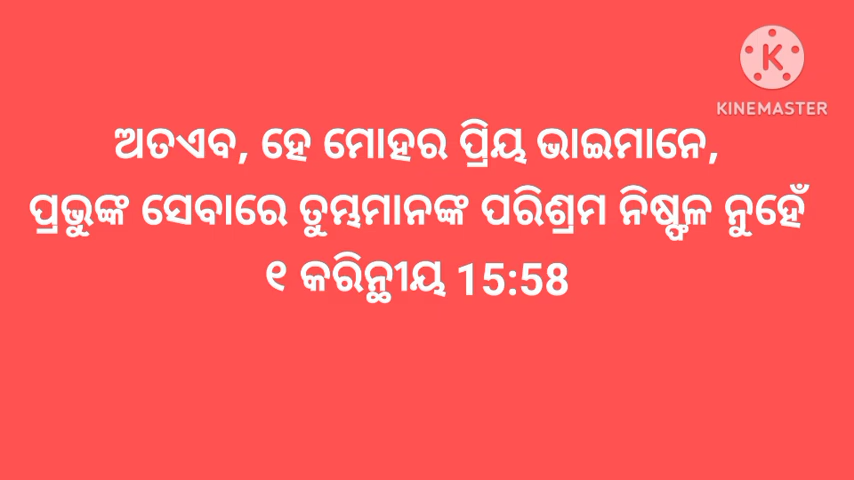 KINEMASTER
ଅତଏବ, ହେ ମୋହର ପ୍ରିୟ ଭାଇମାନେ,
ପ୍ରଭୁଙ୍କ ସେବାରେ ତୁମ୍ଭମାନଙ୍କ ପରିଶ୍ରମ ନିଷ୍ଫଳ ନୁହେଁ
୧ କରିନ୍ଥୀୟ 15:58